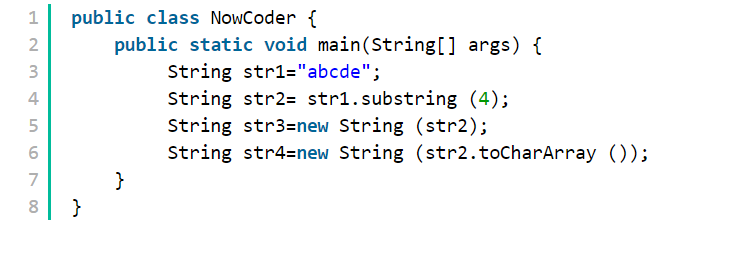 1 public class NowCoder {
2     public static void main(String[] args) {
3          String str1="abcde";
4          String str2= str1.substring (4);
5          String str3=new String (str2);
6          String str4=new String (str2.toCharArray ());
7     }
8 }